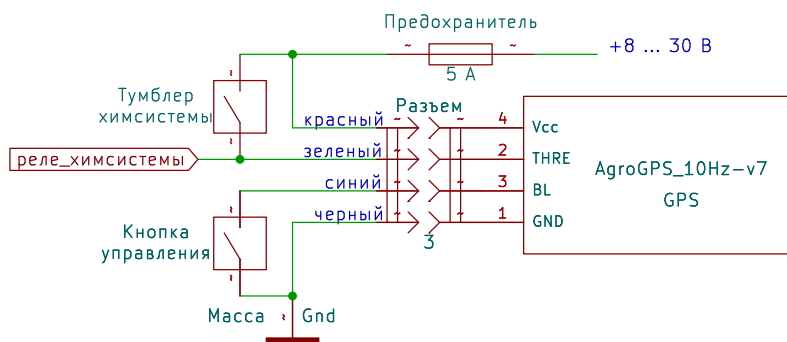 Предохранитель
+8 ... 30 В
5 А
Тумблер
химсистемы
Разъем
красный
4
Vcc
реле_химсистемы
зеленый
2
THRE
AgroGPS_10Hz-v7
GPS
синий
3
BL
черный
1
GND
3
Кнопка
управления
Масса
Gnd